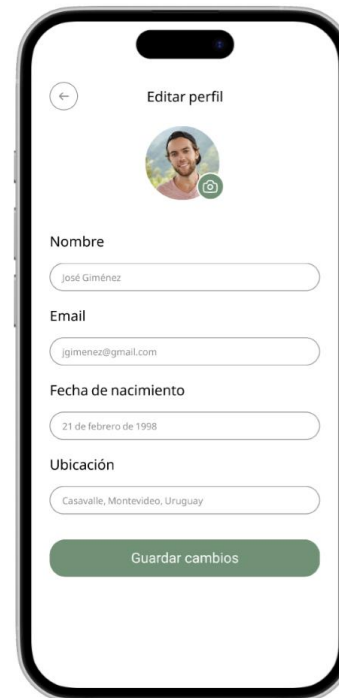 Editar perfil
Nombre
José Giménez
Email
jgimenez@gmail.com
Fecha de nacimiento
21 de febrero de 1998
Ubicación
Casavalle, Montevideo, Uruguay
Guardar cambios